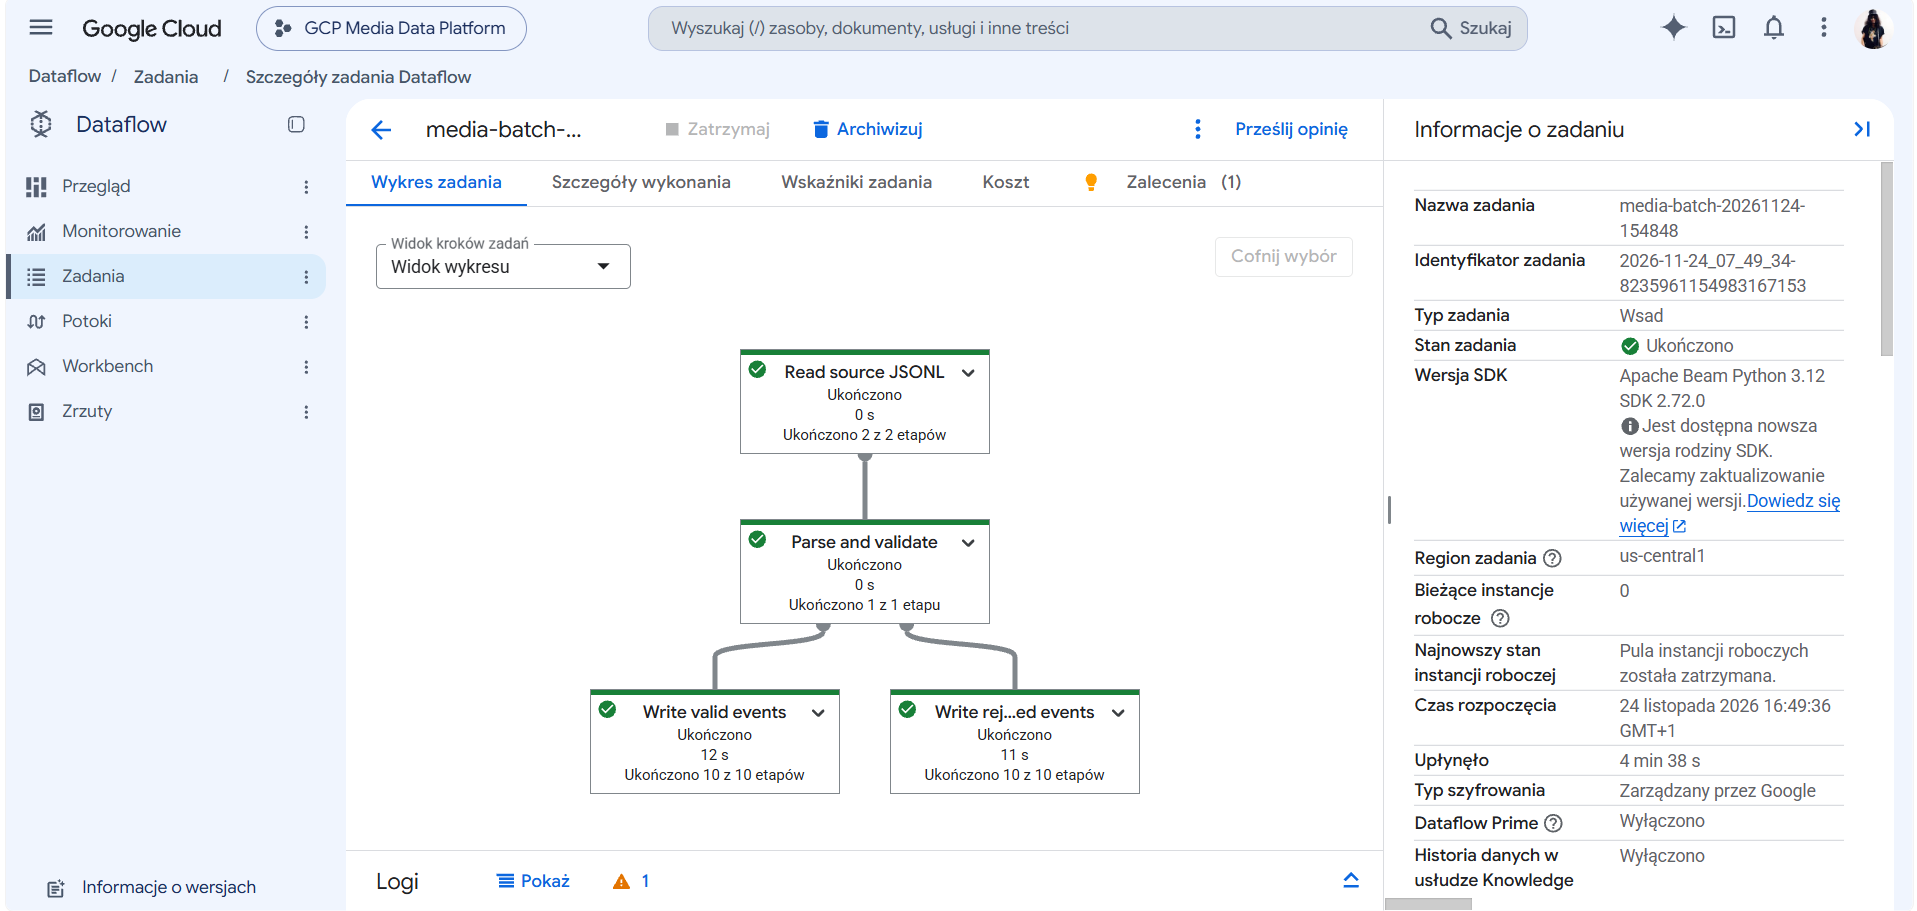 Google Cloud
GCP Media Data Platform
Wyszukaj (/) zasoby, dokumenty, usługi i inne treści
Szukaj
Dataflow / Zadania / Szczegóły zadania Dataflow
Dataflow
Przegląd
Monitorowanie
Zadania
Potoki
Workbench
Zrzuty
Informacje o wersjach
media-batch-...
Zatrzymaj
Archiwizuj
Prześlij opinię
Wykres zadania
Szczegóły wykonania
Wskaźniki zadania
Koszt
Zalecenia (1)
Widok kroków zadań
Widok wykresu
Cofnij wybór
Read source JSONL
Ukończono
0 s
Ukończono 2 z 2 etapów
Parse and validate
Ukończono
0 s
Ukończono 1 z 1 etapu
Write valid events
Ukończono
12 s
Ukończono 10 z 10 etapów
Write rej...ed events
Ukończono
11 s
Ukończono 10 z 10 etapów
Logi
Pokaż
1
Informacje o zadaniu
Nazwa zadania
media-batch-20261124-
154848
Identyfikator zadania
2026-11-24_07_49_34-
8235961154983167153
Typ zadania
Wsad
Stan zadania
Ukończono
Wersja SDK
Apache Beam Python 3.12
SDK 2.72.0
Jest dostępna nowsza
wersja rodziny SDK.
Zalecamy zaktualizowanie
używanej wersji.Dowiedz się
więcej
Region zadania
us-central1
Bieżące instancje
robocze
0
Najnowszy stan
instancji roboczej
Pula instancji roboczych
została zatrzymana.
Czas rozpoczęcia
24 listopada 2026 16:49:36
GMT+1
Upłynęło
4 min 38 s
Typ szyfrowania
Zarządzany przez Google
Dataflow Prime
Wyłączono
Historia danych w
usłudze Knowledge
Wyłączono